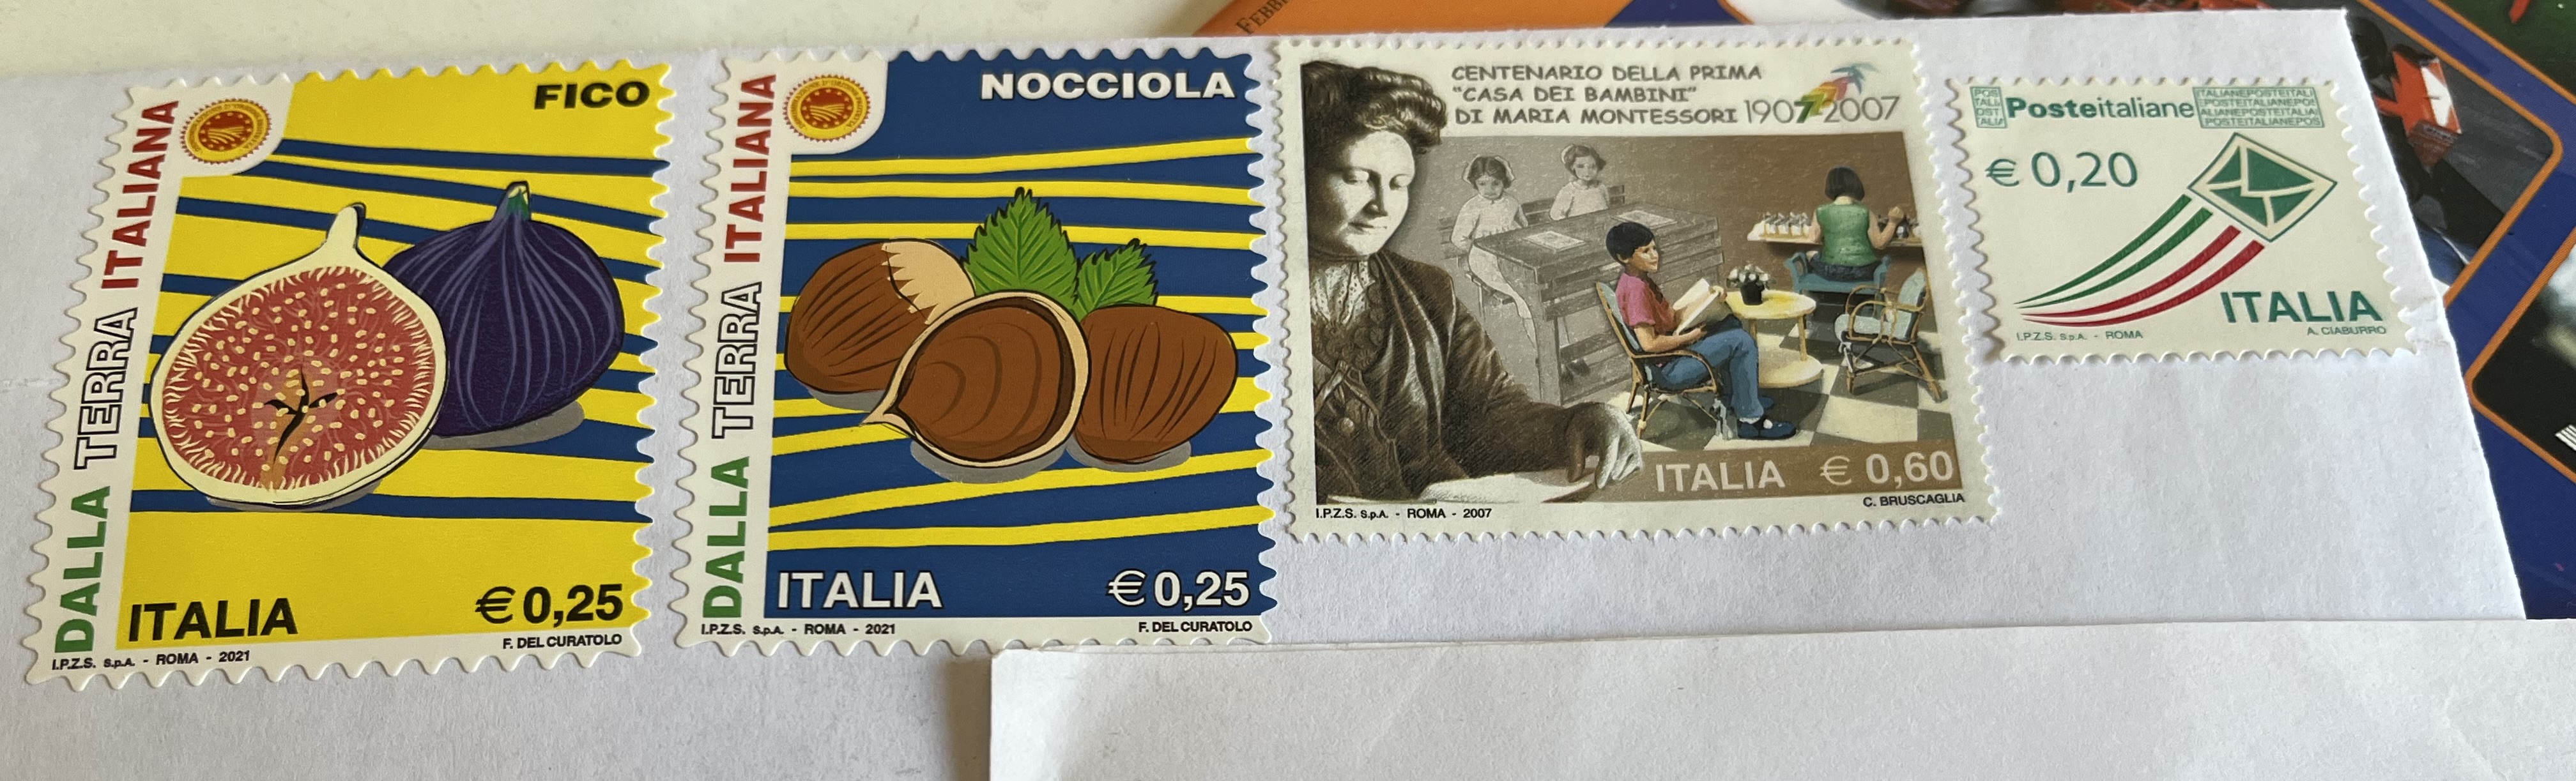 FEBB
DALLA TERRA ITALIANA
FICO
ITALIA
€ 0,25
I.P.Z.S. S.p.A. - ROMA - 2021
F. DEL CURATOLO
DALLA TERRA ITALIANA
NOCCIOLA
ITALIA
€ 0,25
I.P.Z.S. S.p.A. - ROMA - 2021
F. DEL CURATOLO
CENTENARIO DELLA PRIMA
"CASA DEI BAMBINI"
DI MARIA MONTESSORI 1907-2007
ITALIA € 0,60
C. BRUSCAGLIA
I.P.Z.S. S.p.A. - ROMA - 2007
Posteitaliane
€ 0,20
ITALIA
A. CIABURRO
I.P.Z.S. S.p.A. - ROMA